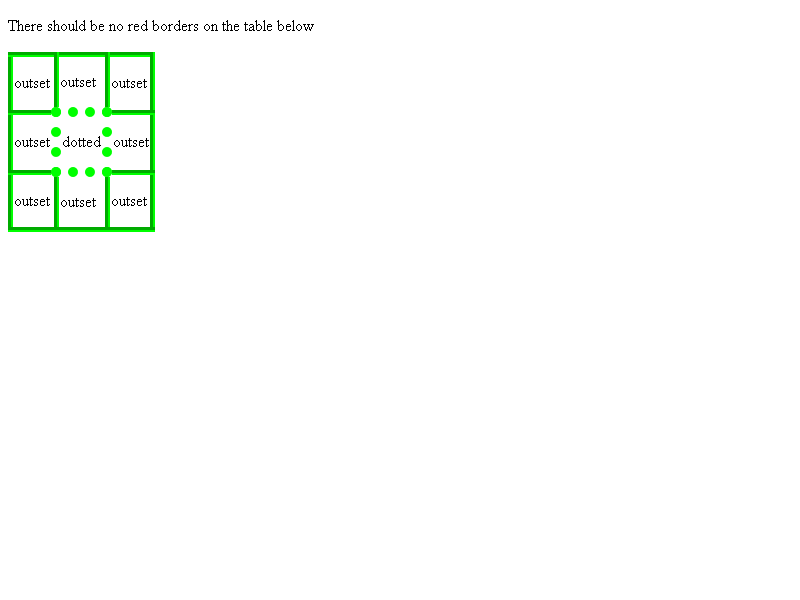 There should be no red borders on the table below
outset outset outset
outset dotted outset
outset outset outset